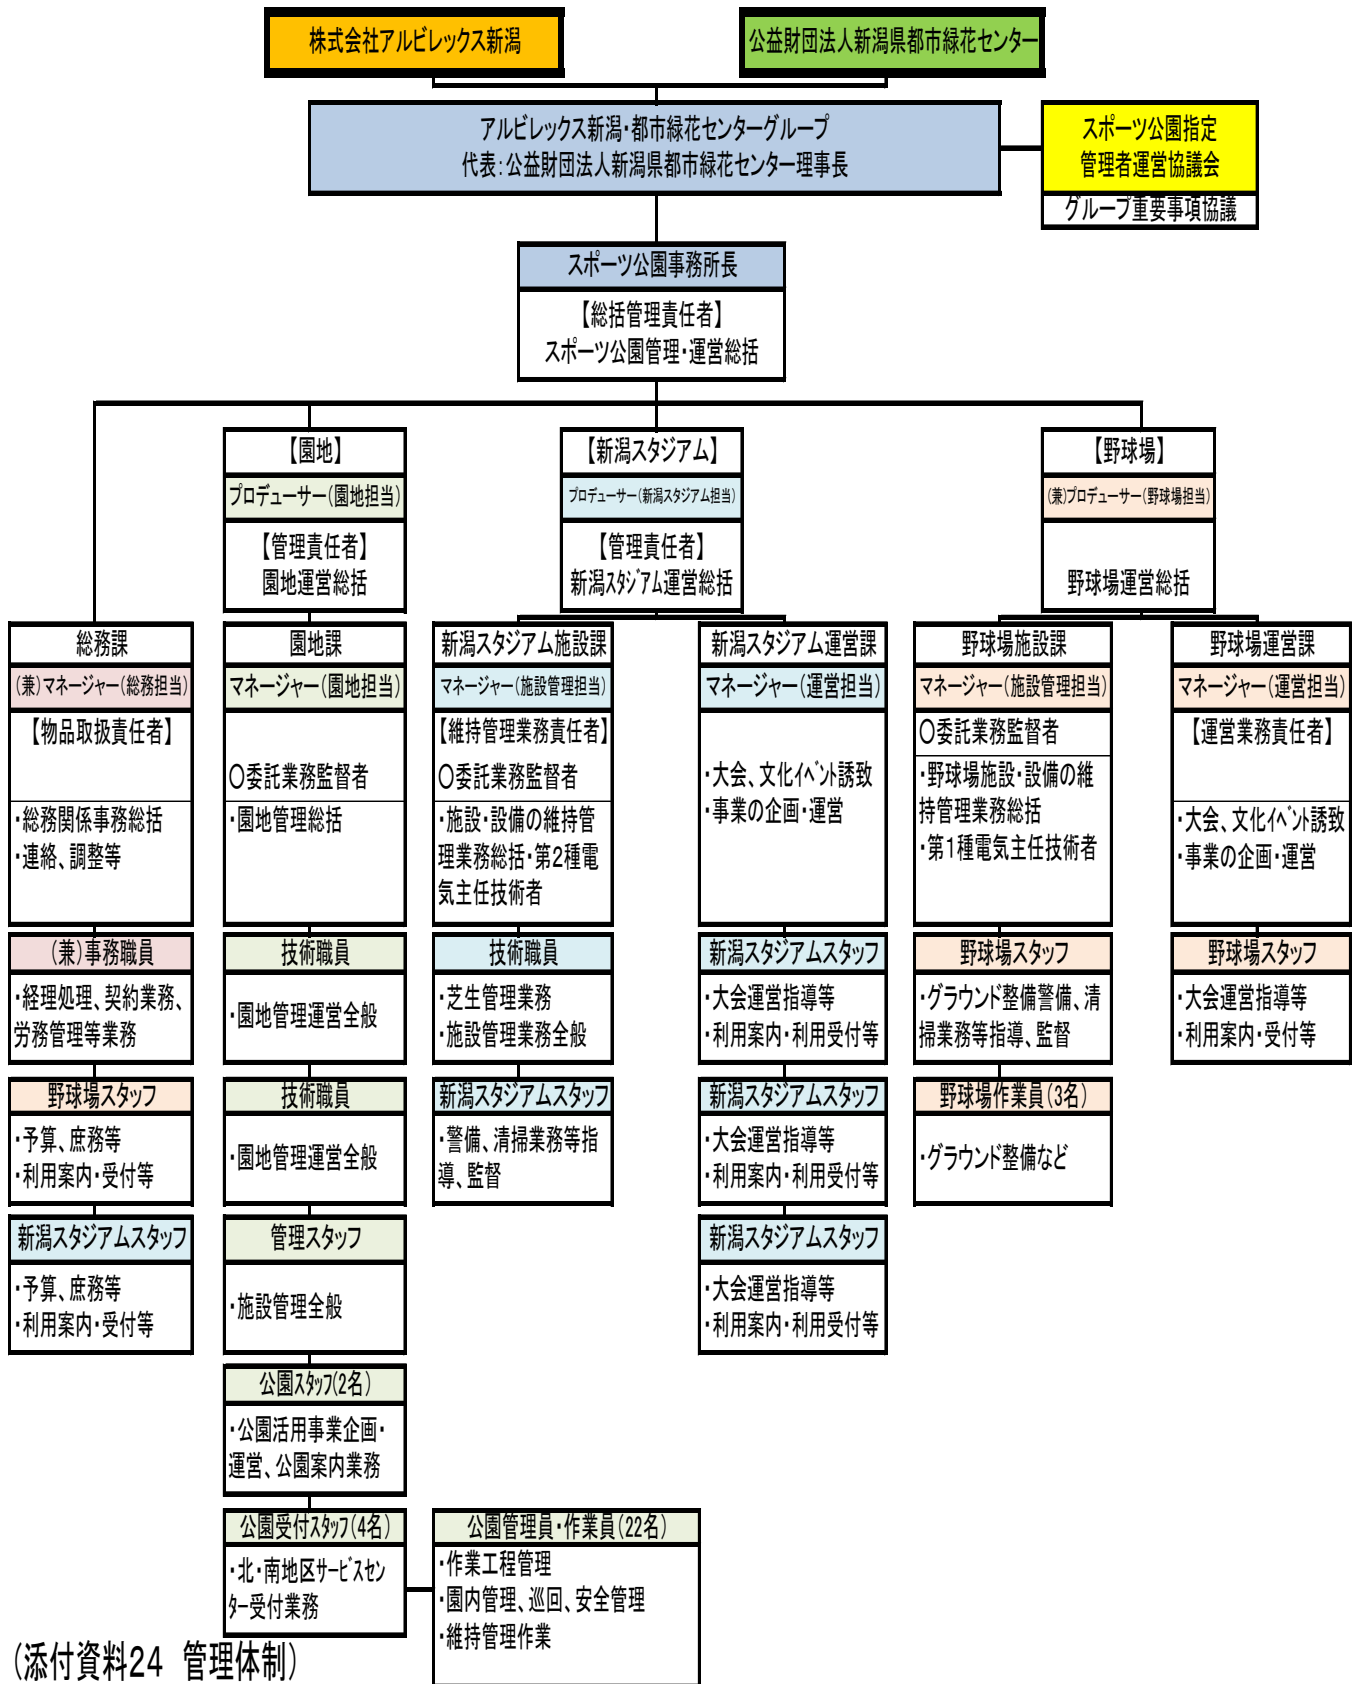 株式会社アルビレックス新潟
公益財団法人新潟県都市緑花センター
アルビレックス新潟・都市緑花センターグループ
代表：公益財団法人新潟県都市緑花センター理事長
スポーツ公園指定
管理者運営協議会
グループ重要事項協議
スポーツ公園事務所長
【総括管理責任者】
スポーツ公園管理・運営総括
【園地】
プロデューサー(園地担当)
【管理責任者】
園地運営総括
【新潟スタジアム】
プロデューサー(新潟スタジアム担当)
【管理責任者】
新潟ｽﾀｼﾞｱﾑ運営総括
【野球場】
(兼)プロデューサー(野球場担当)
野球場運営総括
総務課
(兼)マネージャー(総務担当)
【物品取扱責任者】
・総務関係事務総括
・連絡、調整等
(兼)事務職員
・経理処理、契約業務、
労務管理等業務
野球場スタッフ
・予算、庶務等
・利用案内・受付等
新潟スタジアムスタッフ
・予算、庶務等
・利用案内・受付等
園地課
マネージャー(園地担当)
○委託業務監督者
・園地管理総括
技術職員
・園地管理運営全般
技術職員
・園地管理運営全般
管理スタッフ
・施設管理全般
公園ｽﾀｯﾌ(2名)
・公園活用事業企画・
運営、公園案内業務
公園受付ｽﾀｯﾌ(4名)
・北・南地区ｻｰﾋﾞｽｾﾝ
ﾀｰ受付業務
公園管理員・作業員(22名)
・作業工程管理
・園内管理、巡回、安全管理
・維持管理作業
新潟スタジアム施設課
マネージャー(施設管理担当)
【維持管理業務責任者】
○委託業務監督者
・施設・設備の維持管
理業務総括・第2種電
気主任技術者
技術職員
・芝生管理業務
・施設管理業務全般
新潟スタジアムスタッフ
・警備、清掃業務等指
導、監督
新潟スタジアム運営課
マネージャー(運営担当)
・大会、文化ｲﾍﾞﾝﾄ誘致
・事業の企画・運営
新潟スタジアムスタッフ
・大会運営指導等
・利用案内・利用受付等
新潟スタジアムスタッフ
・大会運営指導等
・利用案内・利用受付等
新潟スタジアムスタッフ
・大会運営指導等
・利用案内・利用受付等
野球場施設課
マネージャー(施設管理担当)
○委託業務監督者
・野球場施設・設備の維
持管理業務総括
・第1種電気主任技術者
野球場スタッフ
・グラウンド整備警備、清
掃業務等指導、監督
野球場作業員(3名)
・グラウンド整備など
野球場運営課
マネージャー(運営担当)
【運営業務責任者】
・大会、文化ｲﾍﾞﾝﾄ誘致
・事業の企画・運営
野球場スタッフ
・大会運営指導等
・利用案内・受付等
(添付資料24　管理体制)